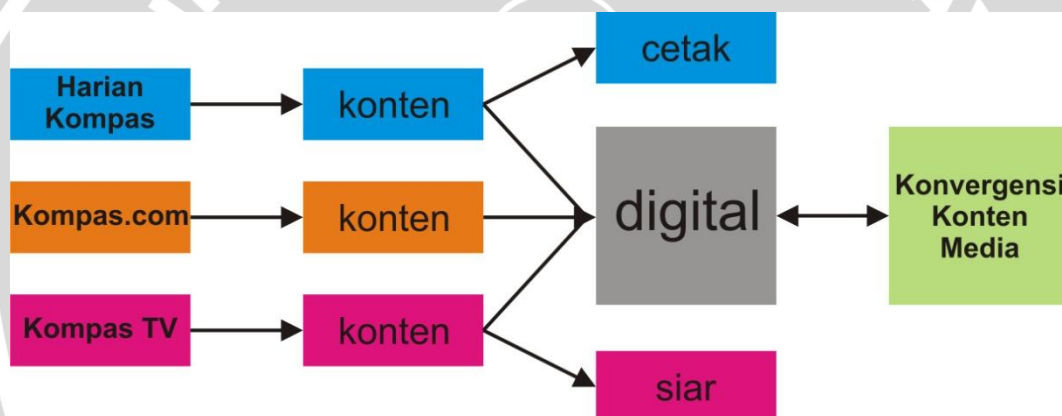 Harian
Kompas
konten
cetak
Kompas.com
konten
digital
Konvergensi
Konten
Media
Kompas TV
konten
siar